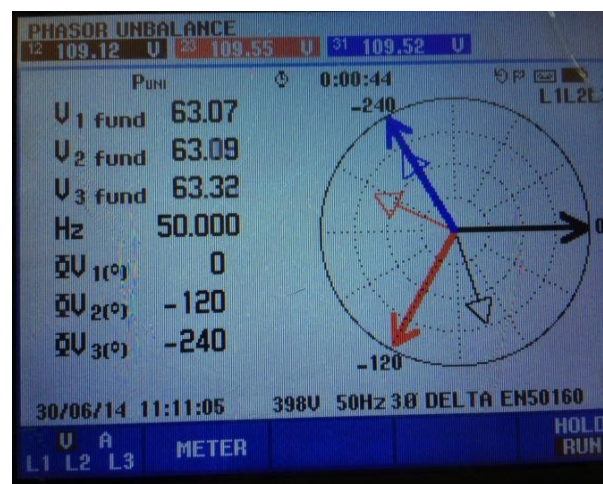 PHASOR UNBALANCE
12 109.12 V 23 109.55 V 31 109.52 V
PUNI 0:00:44
-240 L1L2L
V1 fund 63.07
V2 fund 63.09
V3 fund 63.32
Hz 50.000 0
ΦV1(°) 0
ΦV2(°) -120
ΦV3(°) -240
-120
30/06/14 11:11:05 398V 50Hz 3Ø DELTA EN50160
V A HOLD
L1 L2 L3 METER RUN